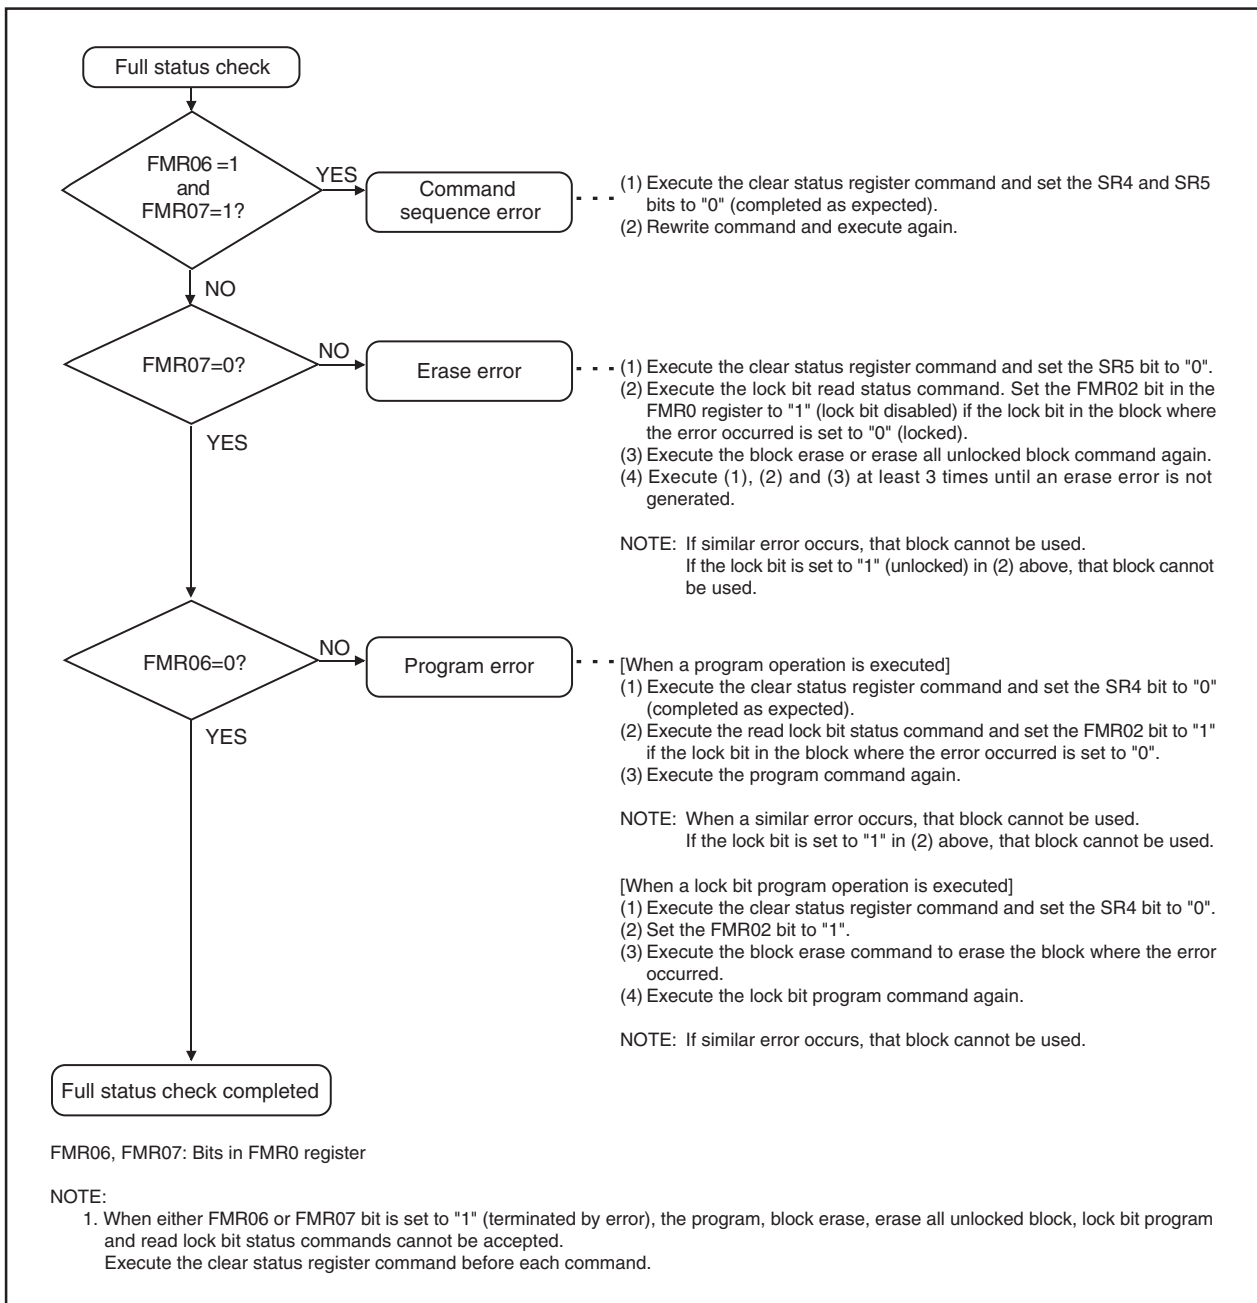 Full status check
FMR06 =1
and
FMR07=1?
YES
Command
sequence error
(1) Execute the clear status register command and set the SR4 and SR5
bits to "0" (completed as expected).
(2) Rewrite command and execute again.
NO
FMR07=0?
NO
Erase error
(1) Execute the clear status register command and set the SR5 bit to "0".
(2) Execute the lock bit read status command. Set the FMR02 bit in the
FMR0 register to "1" (lock bit disabled) if the lock bit in the block where
the error occurred is set to "0" (locked).
(3) Execute the block erase or erase all unlocked block command again.
(4) Execute (1), (2) and (3) at least 3 times until an erase error is not
generated.
NOTE: If similar error occurs, that block cannot be used.
If the lock bit is set to "1" (unlocked) in (2) above, that block cannot
be used.
YES
FMR06=0?
NO
Program error
[When a program operation is executed]
(1) Execute the clear status register command and set the SR4 bit to "0"
(completed as expected).
(2) Execute the read lock bit status command and set the FMR02 bit to "1"
if the lock bit in the block where the error occurred is set to "0".
(3) Execute the program command again.
NOTE: When a similar error occurs, that block cannot be used.
If the lock bit is set to "1" in (2) above, that block cannot be used.
[When a lock bit program operation is executed]
(1) Execute the clear status register command and set the SR4 bit to "0".
(2) Set the FMR02 bit to "1".
(3) Execute the block erase command to erase the block where the error
occurred.
(4) Execute the lock bit program command again.
NOTE: If similar error occurs, that block cannot be used.
YES
Full status check completed
FMR06, FMR07: Bits in FMR0 register
NOTE:
1. When either FMR06 or FMR07 bit is set to "1" (terminated by error), the program, block erase, erase all unlocked block, lock bit program
and read lock bit status commands cannot be accepted.
Execute the clear status register command before each command.